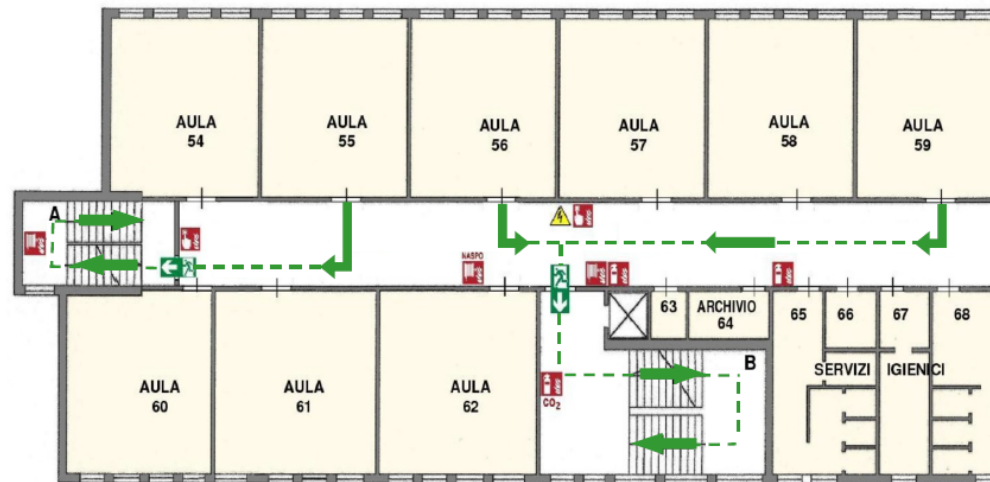 AULA
54
AULA
55
AULA
56
AULA
57
AULA
58
AULA
59
A
NASPO
63
ARCHIVIO
64
65
66
67
68
SERVIZI IGIENICI
B
CO2
AULA
60
AULA
61
AULA
62